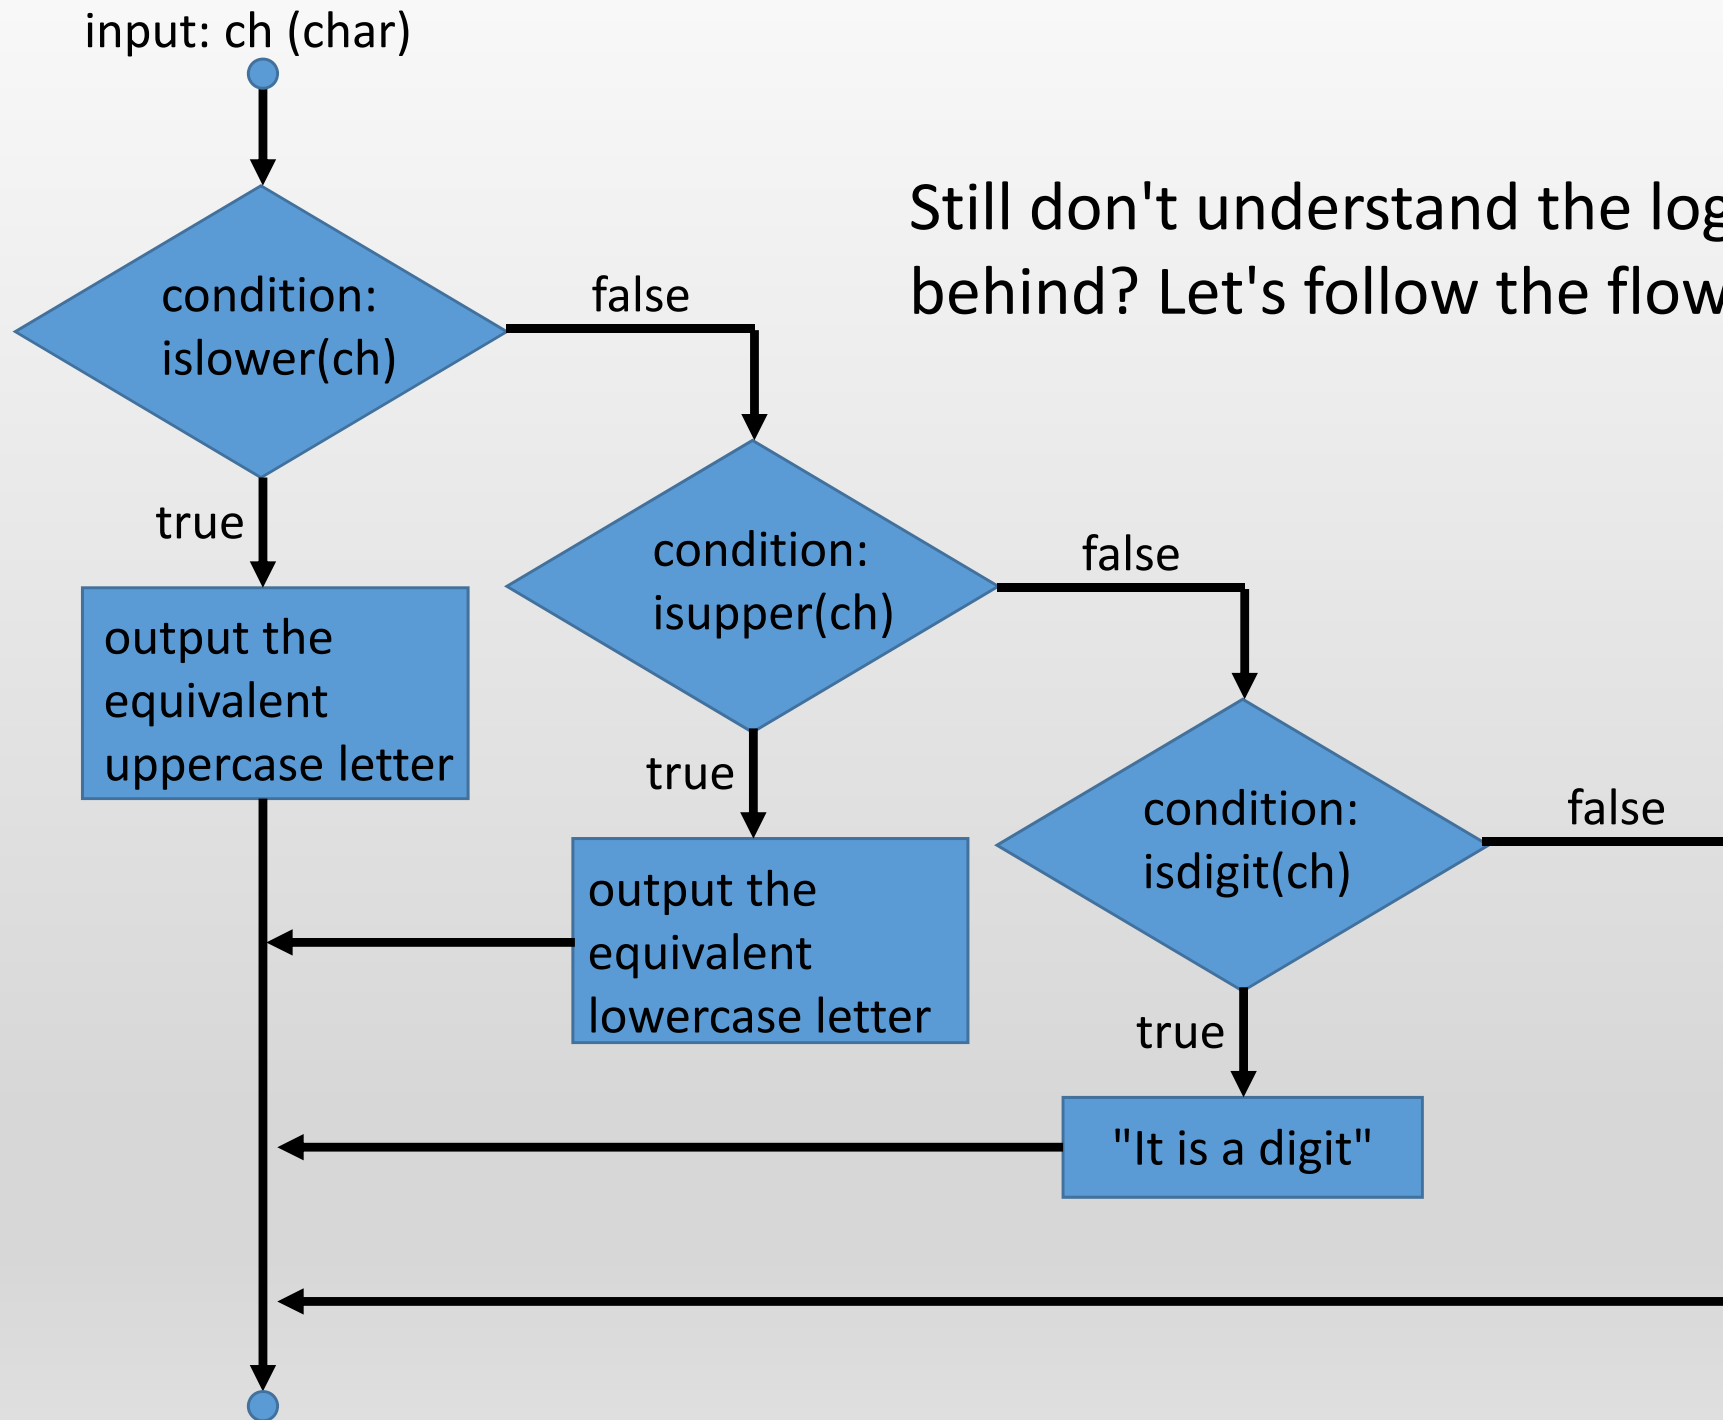 input: ch (char)
Still don't understand the log
behind? Let's follow the flow
condition:
islower(ch)
false
true
output the
equivalent
uppercase letter
condition:
isupper(ch)
false
true
output the
equivalent
lowercase letter
condition:
isdigit(ch)
false
true
"It is a digit"